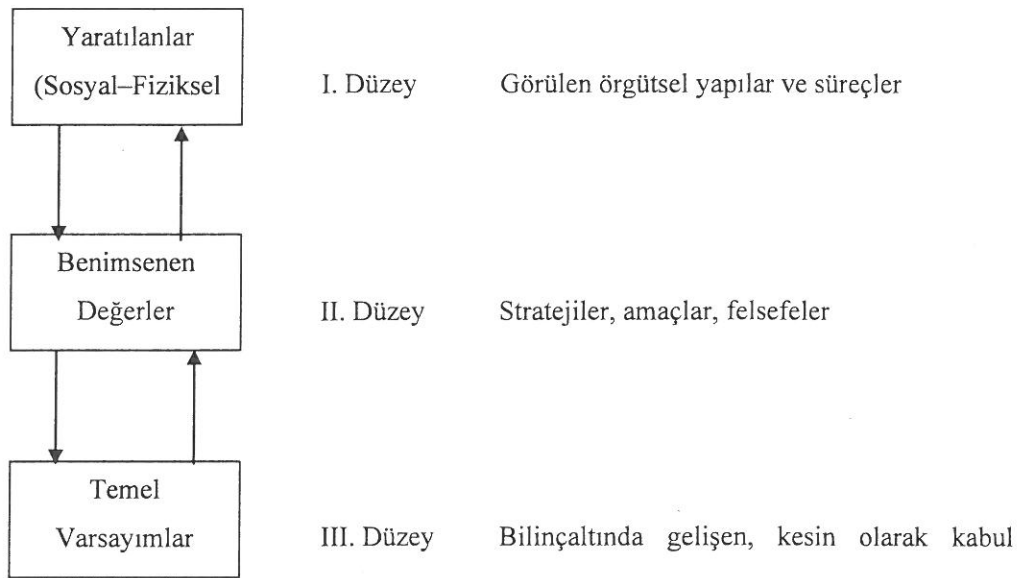 Yaratılanlar
(Sosyal–Fiziksel
I. Düzey
Görülen örgütsel yapılar ve süreçler
Benimsenen
Değerler
II. Düzey
Stratejiler, amaçlar, felsefeler
Temel
Varsayımlar
III. Düzey
Bilinçaltında gelişen, kesin olarak kabul